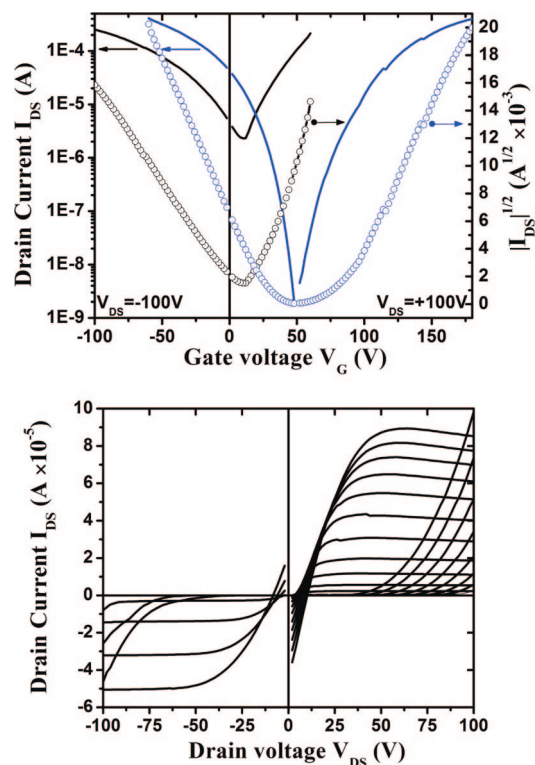 Drain Current I_DS (A)
1E-4
1E-5
1E-6
1E-7
1E-8
1E-9
20
18
16
14
12
10
8
6
4
2
0
|I_DS|^1/2 (A^1/2 ×10^-3)
V_DS=-100V
V_DS=+100V
-100
-50
0
50
100
150
Gate voltage V_G (V)
Drain Current I_DS (A ×10^-5)
10
8
6
4
2
0
-2
-4
-6
-100
-75
-50
-25
0
25
50
75
100
Drain voltage V_DS (V)